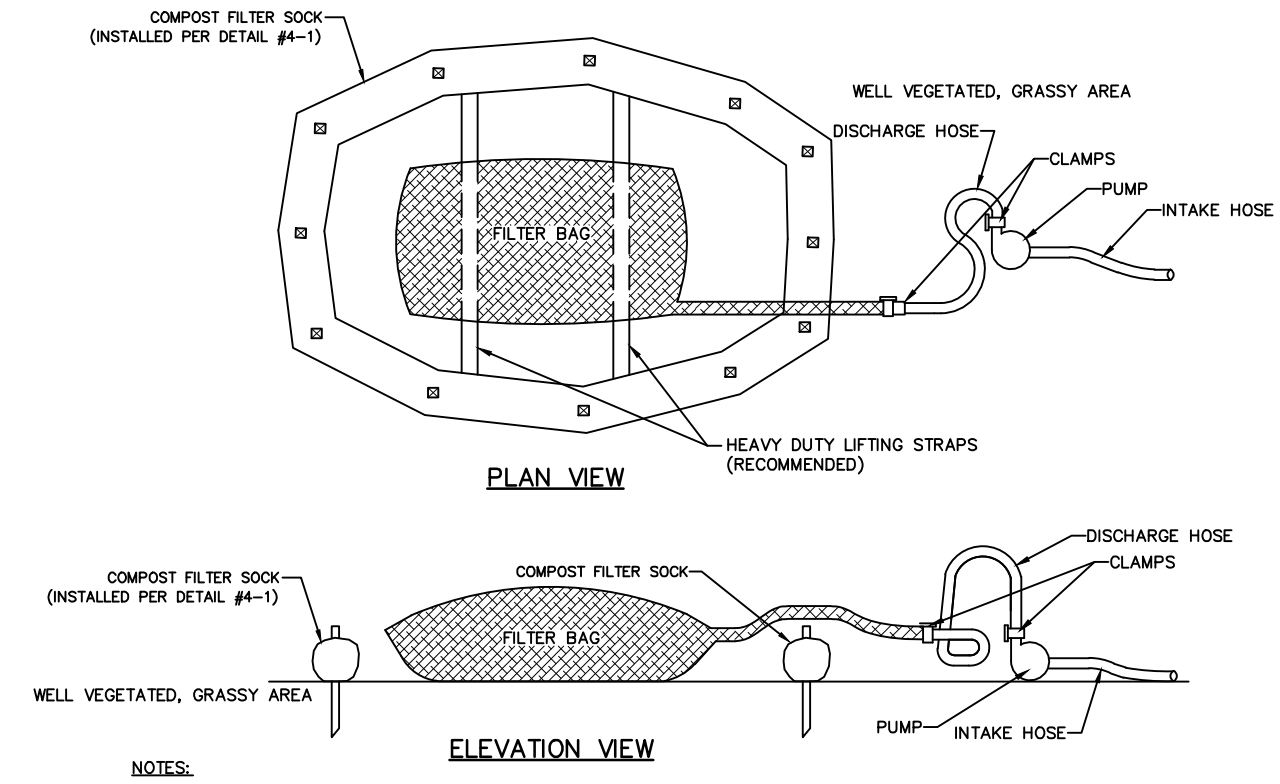 COMPOST FILTER SOCK
(INSTALLED PER DETAIL #4-1)
WELL VEGETATED, GRASSY AREA
DISCHARGE HOSE
CLAMPS
PUMP
INTAKE HOSE
FILTER BAG
HEAVY DUTY LIFTING STRAPS
(RECOMMENDED)
PLAN VIEW
DISCHARGE HOSE
CLAMPS
COMPOST FILTER SOCK
COMPOST FILTER SOCK
(INSTALLED PER DETAIL #4-1)
FILTER BAG
WELL VEGETATED, GRASSY AREA
PUMP
INTAKE HOSE
ELEVATION VIEW
NOTES: